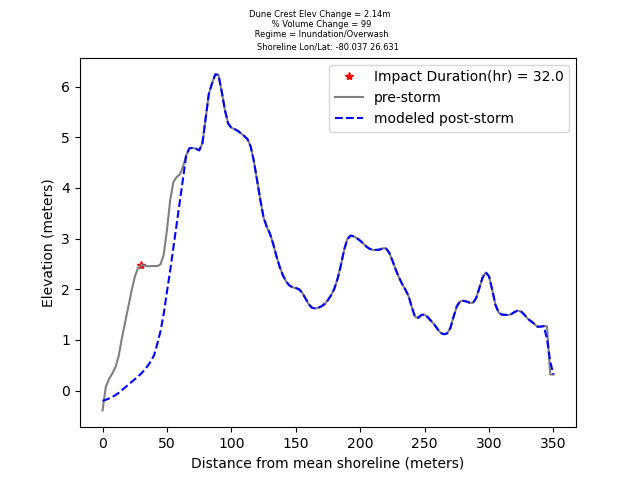 Dune Crest Elev Change = 2.14m
% Volume Change = 99
Regime = Inundation/Overwash
Shoreline Lon/Lat: -80.037 26.631
Impact Duration(hr) = 32.0
pre-storm
modeled post-storm
Elevation (meters)
6
5
4
3
2
1
0
0 50 100 150 200 250 300 350
Distance from mean shoreline (meters)